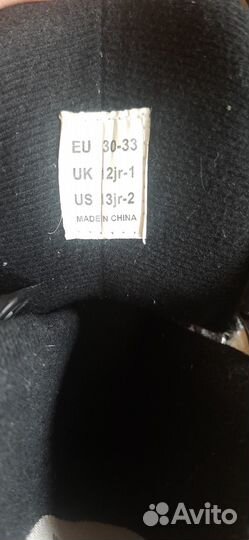 EU 30-33
UK 12jr-1
US 13jr-2
MADE IN CHINA
Avito